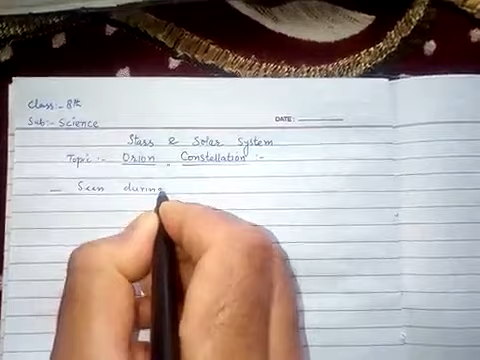 Class:- 8th
Sub:- Science
DATE:
Stars & Solar System
Topic:- Orion Constellation :-
— Seen during